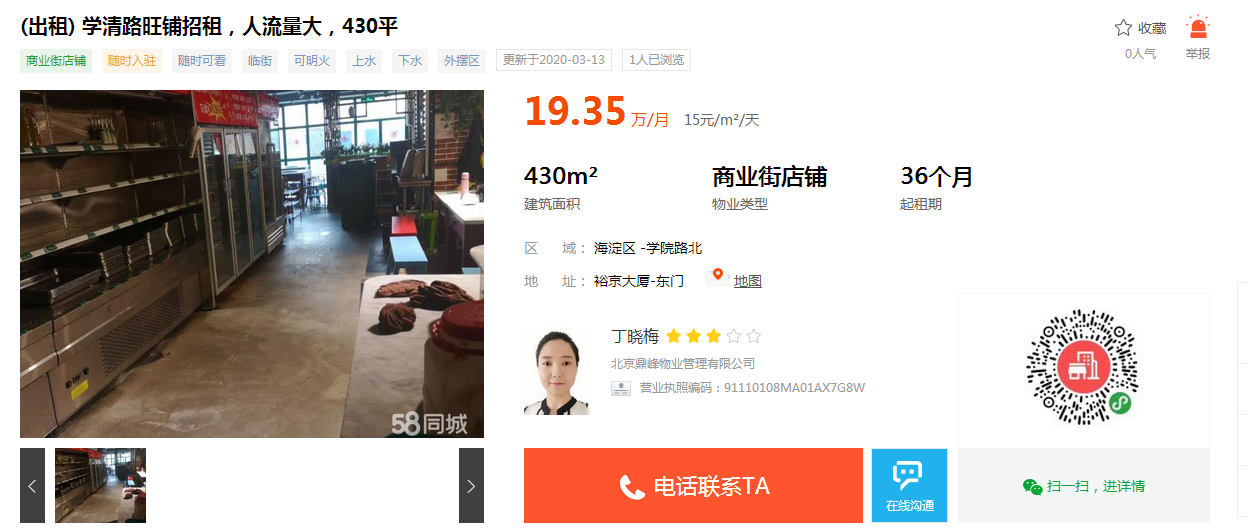 (出租) 学清路旺铺招租，人流量大，430平
收藏
0人气
举报
商业街店铺 随时入驻 随时可看 临街 可明火 上水 下水 外摆区 更新于2020-03-13 1人已浏览
19.35 万/月 15元/m²/天
430m² 商业街店铺 36个月
建筑面积 物业类型 起租期
区 域： 海淀区 -学院路北
地 址： 裕京大厦-东门 地图
丁晓梅
北京鼎峰物业管理有限公司
营业执照编码：91110108MA01AX7G8W
58同城
电话联系TA
在线沟通
扫一扫，进详情